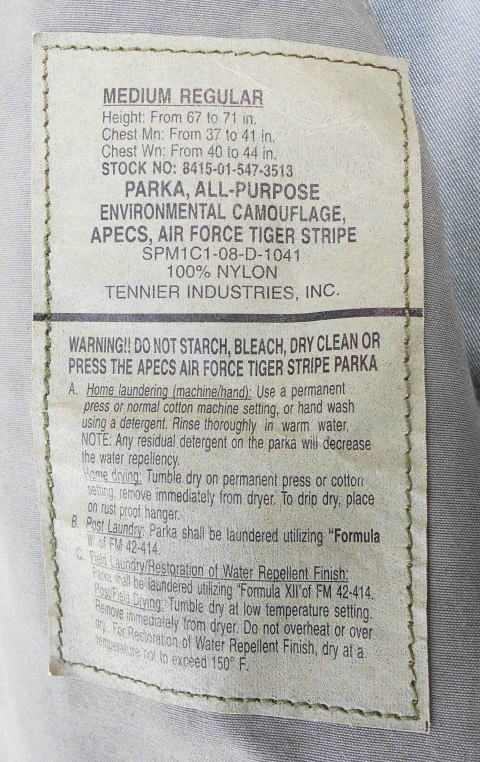 MEDIUM REGULAR
Height: From 67 to 71 in.
Chest Mn: From 37 to 41 in.
Chest Wn: From 40 to 44 in.
STOCK NO: 8415-01-547-3513
PARKA, ALL-PURPOSE
ENVIRONMENTAL CAMOUFLAGE,
APECS, AIR FORCE TIGER STRIPE
SPM1C1-08-D-1041
100% NYLON
TENNIER INDUSTRIES, INC.
WARNING!! DO NOT STARCH, BLEACH, DRY CLEAN OR
PRESS THE APECS AIR FORCE TIGER STRIPE PARKA
A. Home laundering (machine/hand): Use a permanent
press or normal cotton machine setting, or hand wash
using a detergent. Rinse thoroughly in warm water.
NOTE: Any residual detergent on the parka will decrease
the water repellency.
Home drying: Tumble dry on permanent press or cotton
setting, remove immediately from dryer. To drip dry, place
on rust proof hanger.
B. Post Laundry: Parka shall be laundered utilizing "Formula
II" of FM 42-414.
C. Field Laundry/Restoration of Water Repellent Finish:
Parka shall be laundered utilizing "Formula XII"of FM 42-414.
Post/Field Drying: Tumble dry at low temperature setting.
Remove immediately from dryer. Do not overheat or over
dry. For Restoration of Water Repellent Finish, dry at a
temperature not to exceed 150° F.